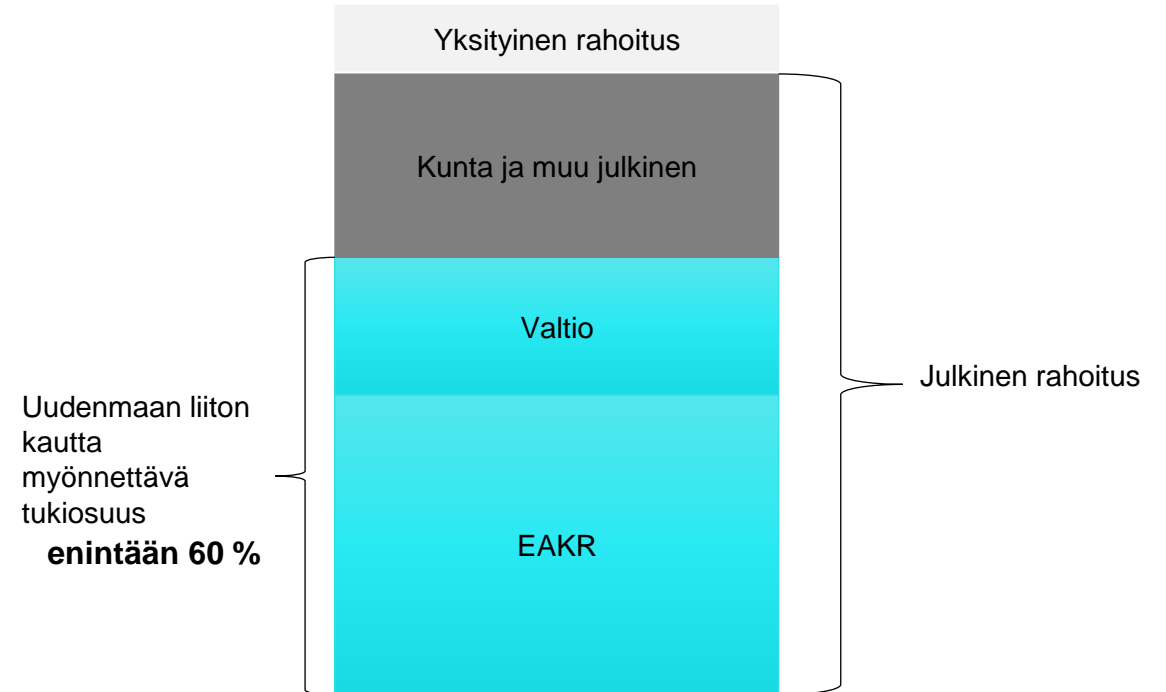 Yksityinen rahoitus
Kunta ja muu julkinen
Valtio
Julkinen rahoitus
Uudenmaan liiton
kautta
myönnettävä
tukiosuus
enintään 60 %
EAKR